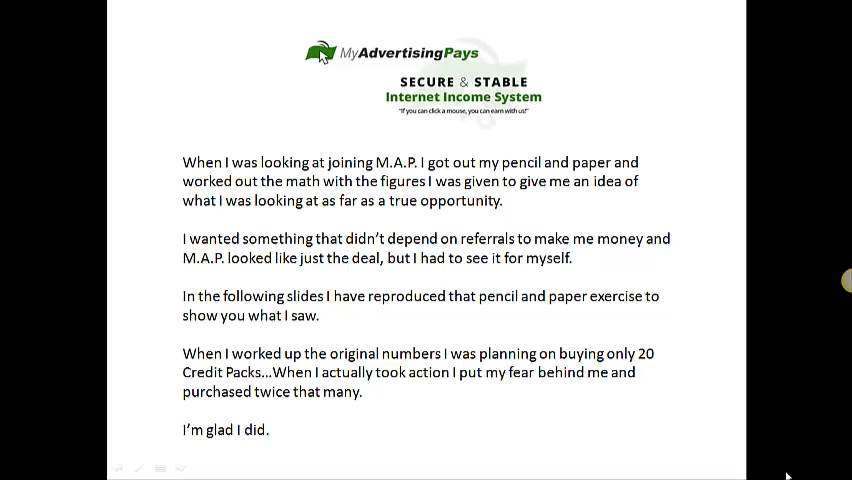 MyAdvertisingPays
SECURE & STABLE
Internet Income System
"If you can click a mouse, you can earn with us!"
When I was looking at joining M.A.P. I got out my pencil and paper and
worked out the math with the figures I was given to give me an idea of
what I was looking at as far as a true opportunity.
I wanted something that didn't depend on referrals to make me money and
M.A.P. looked like just the deal, but I had to see it for myself.
In the following slides I have reproduced that pencil and paper exercise to
show you what I saw.
When I worked up the original numbers I was planning on buying only 20
Credit Packs...When I actually took action I put my fear behind me and
purchased twice that many.
I'm glad I did.